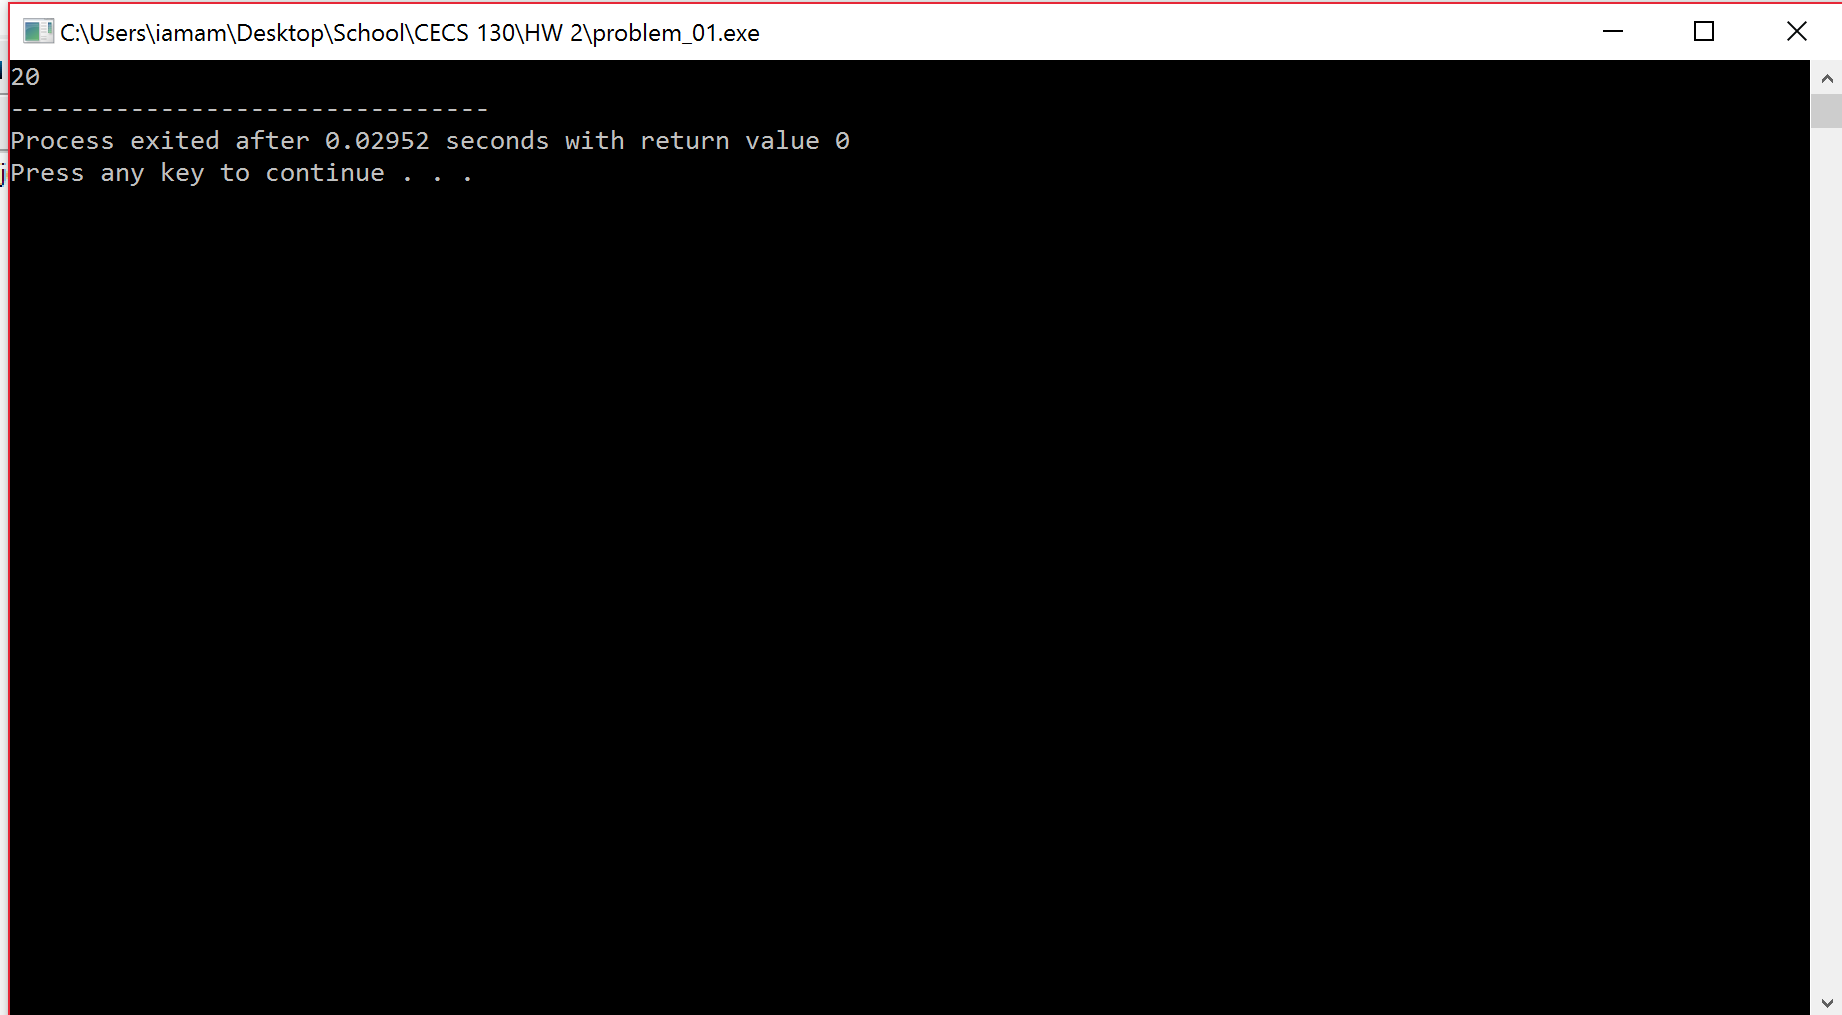 C:\Users\iamam\Desktop\School\CECS 130\HW 2\problem_01.exe
20
--------------------------------
Process exited after 0.02952 seconds with return value 0
Press any key to continue . . .